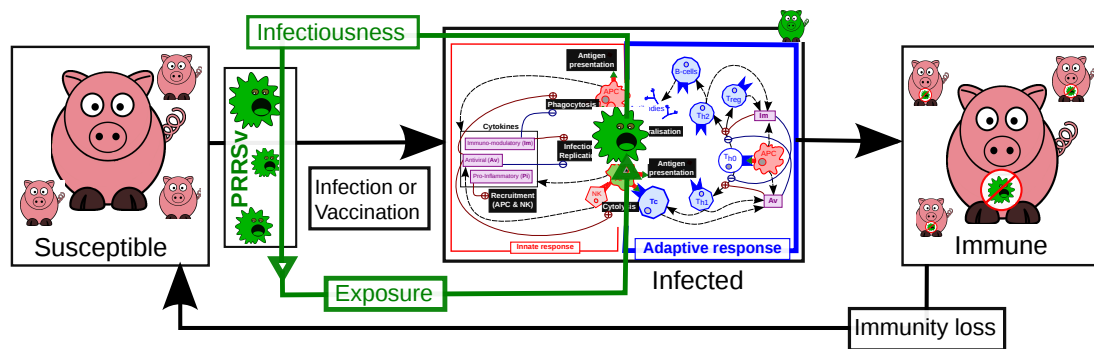 Infectiousness
Susceptible
PRRSv
Infection or
Vaccination
Exposure
Antigen
presentation
APC
Phagocytosis
Cytokines
Immuno-modulatory (Im)
Antiviral (Av)
Pro-Inflammatory (Pi)
Infection
Replication
Recruitment
(APC & NK)
NK
Cytolysis
Innate response
B-cells
Treg
Th2
Im
Th0
APC
Antigen
presentation
Tc
Th1
Av
Adaptive response
Infected
Immune
Immunity loss